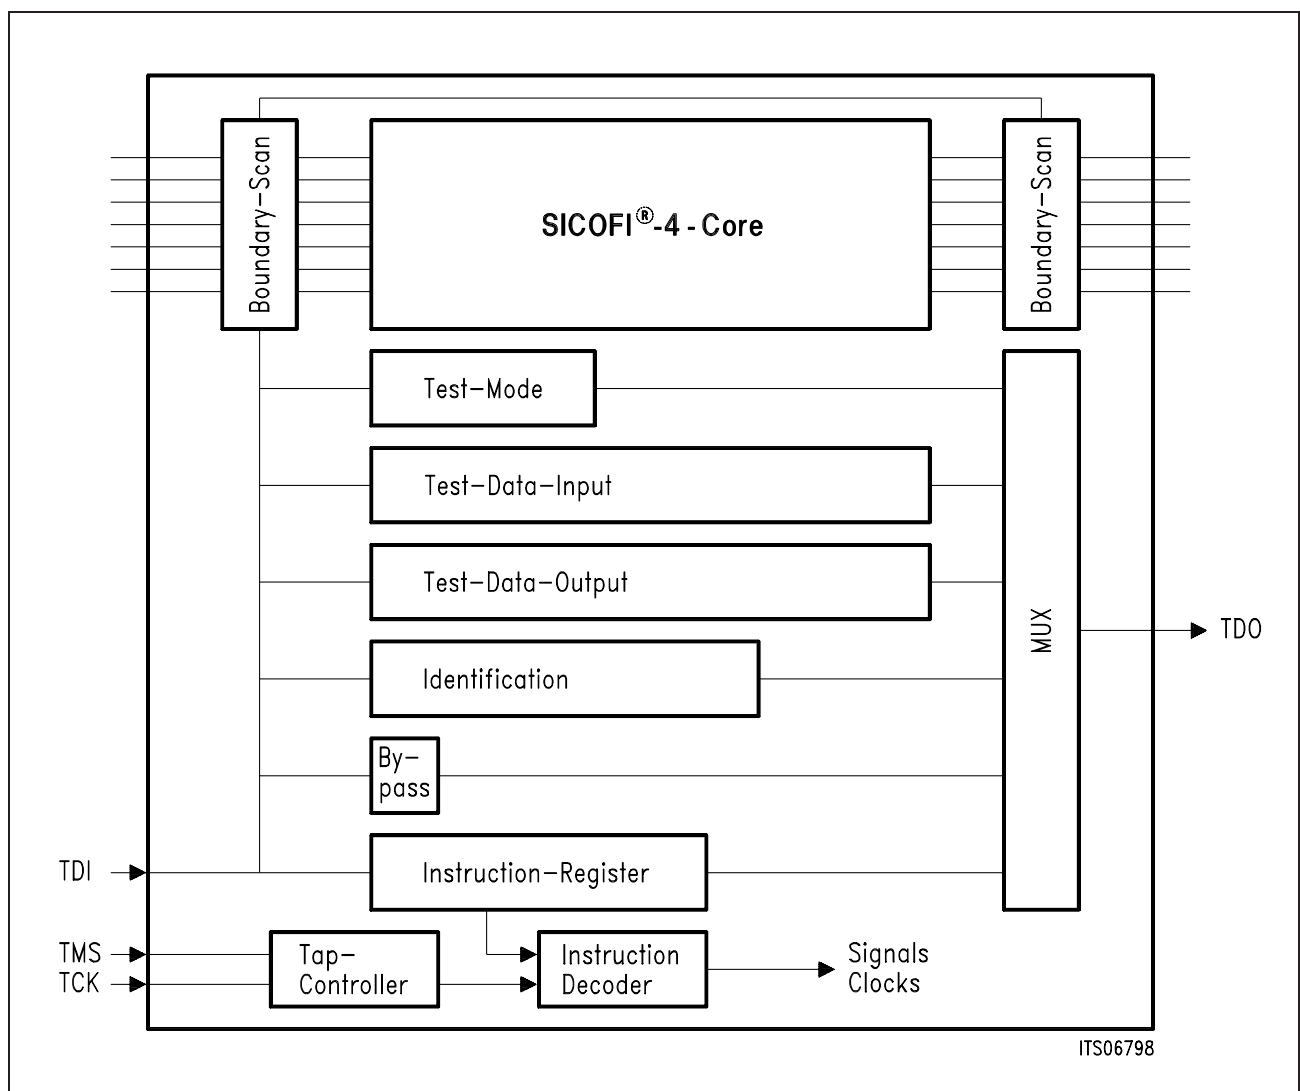 Boundary-Scan
SICOFI®-4 - Core
Boundary-Scan
Test-Mode
Test-Data-Input
Test-Data-Output
MUX
TDO
Identification
By-
pass
TDI
Instruction-Register
TMS
TCK
Tap-
Controller
Instruction
Decoder
Signals
Clocks
ITS06798